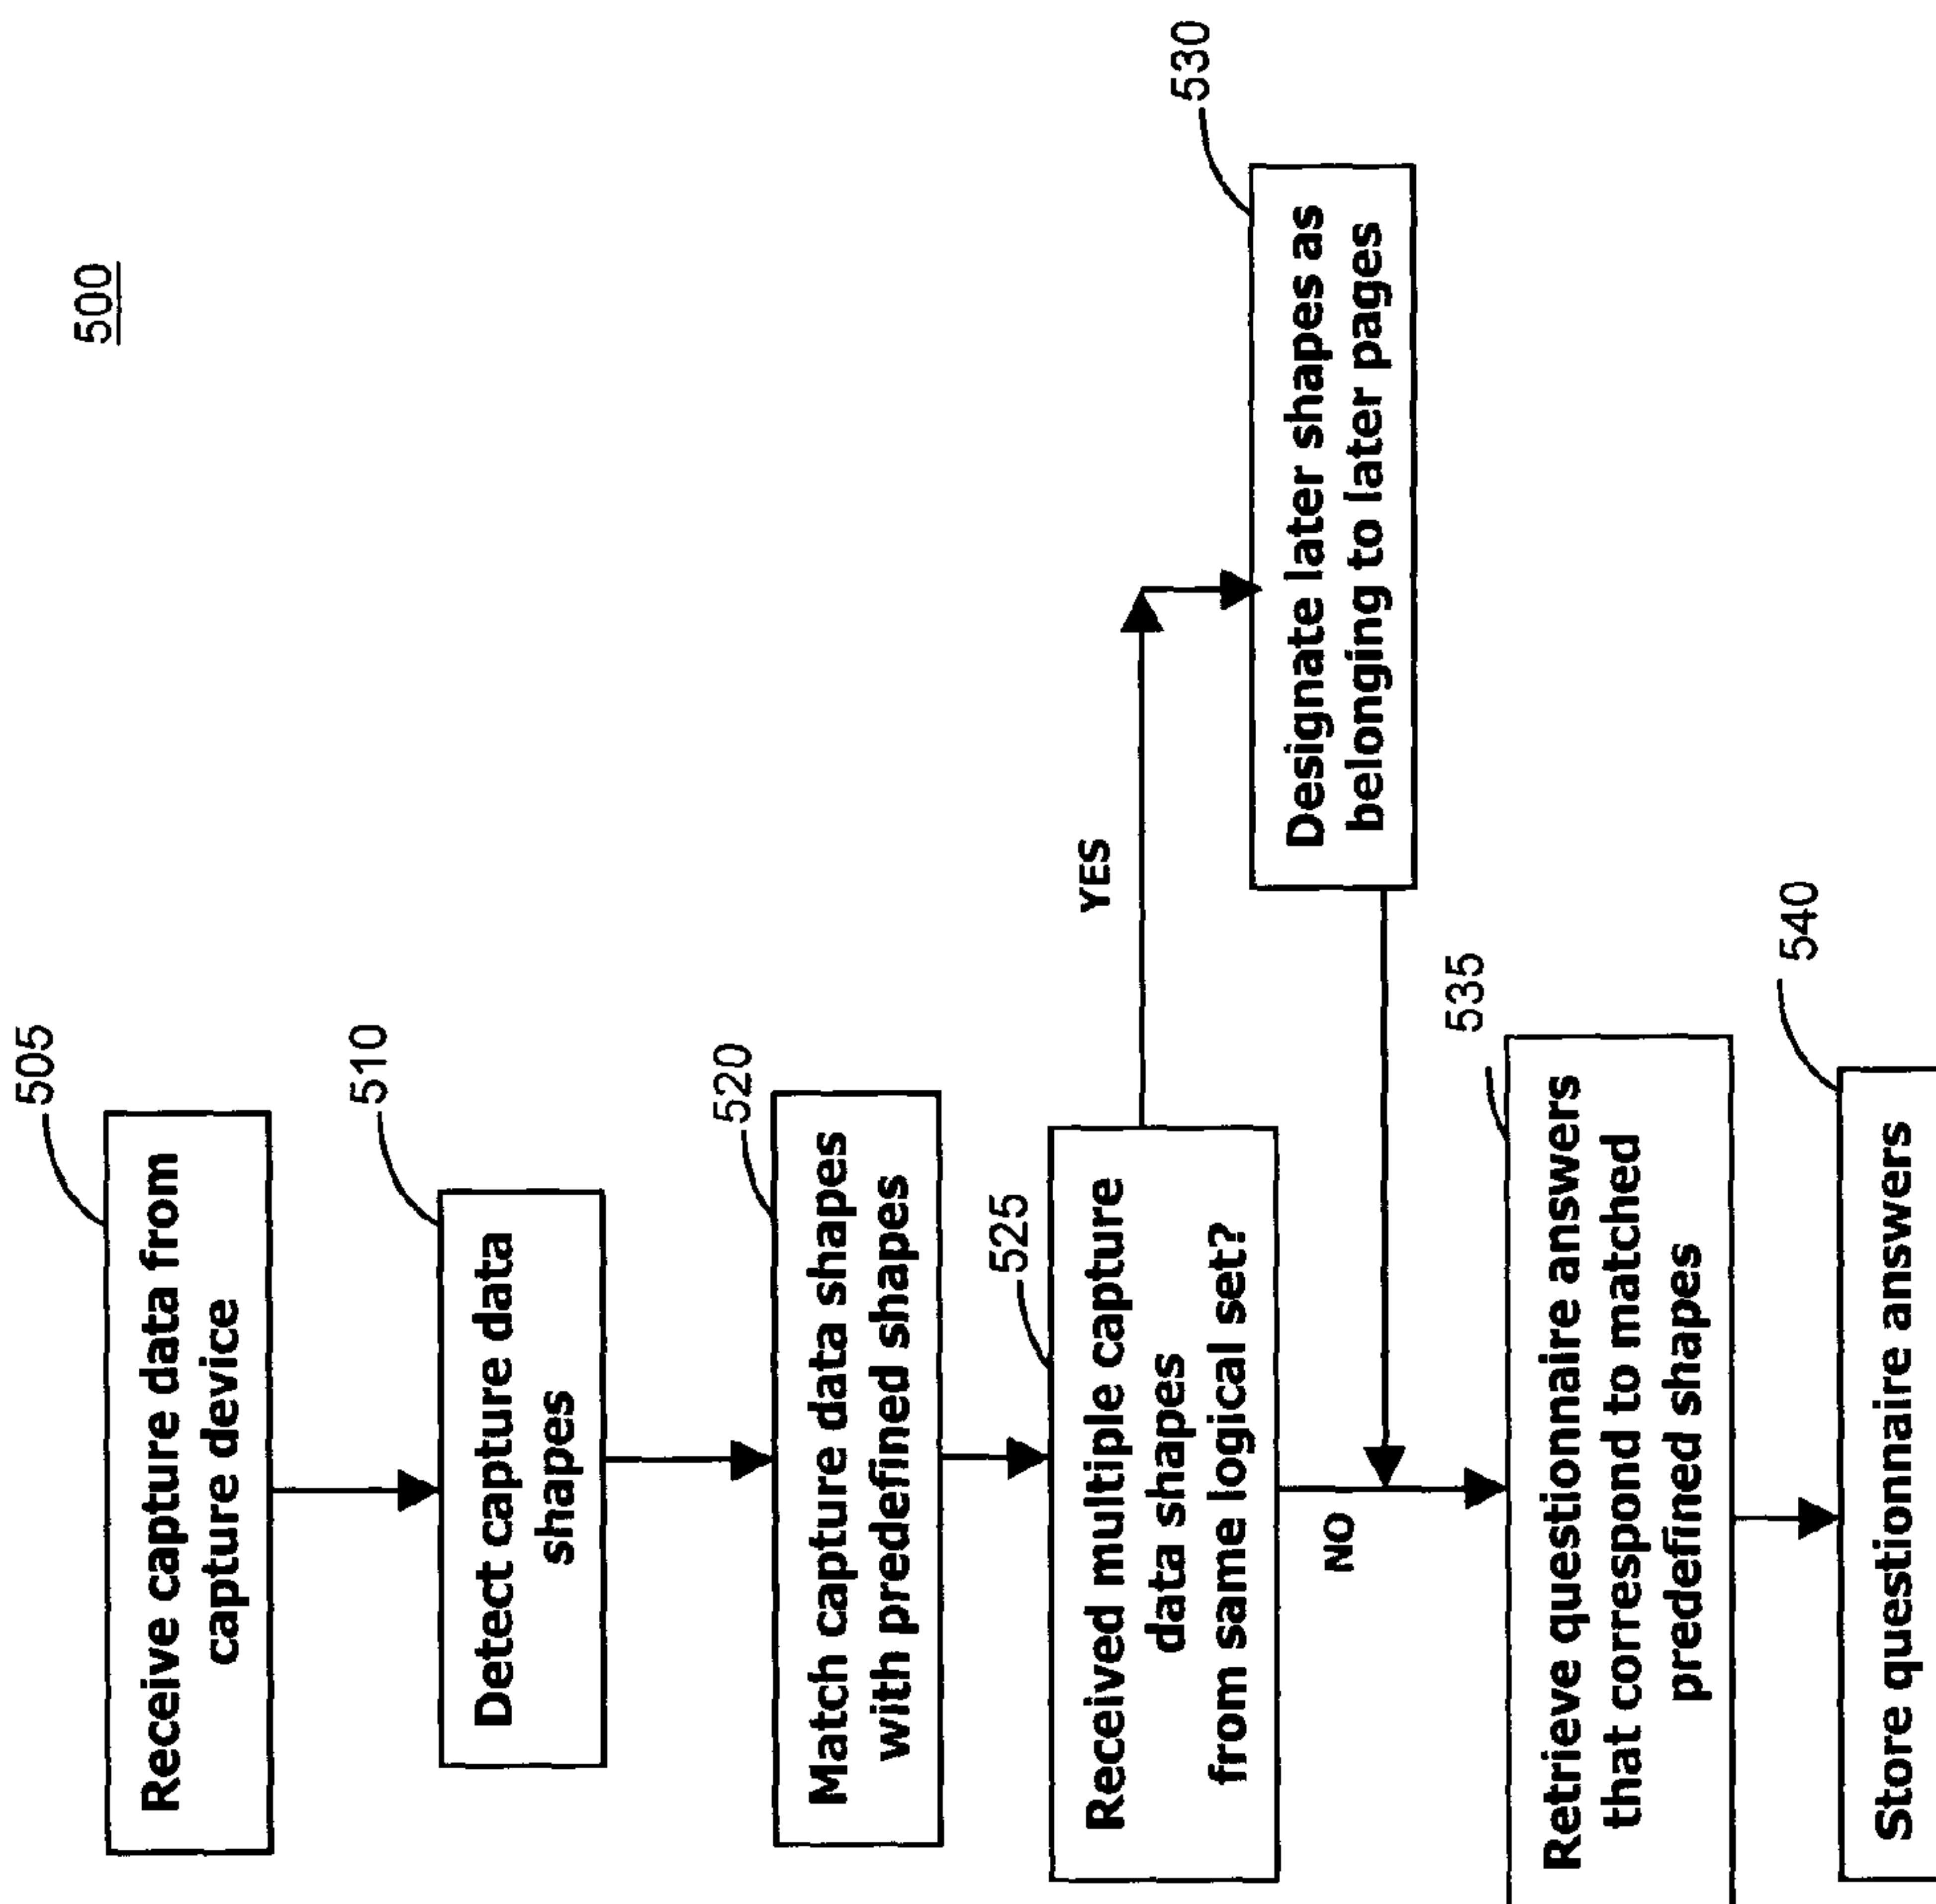 500
505
Receive capture data from
capture device
510
Detect capture data
shapes
520
Match capture data shapes
with predefined shapes
525
Received multiple capture
data shapes
from same logical set?
YES
530
Designate later shapes as
belonging to later pages
NO
535
Retrieve questionnaire answers
that correspond to matched
predefined shapes
540
Store questionnaire answers